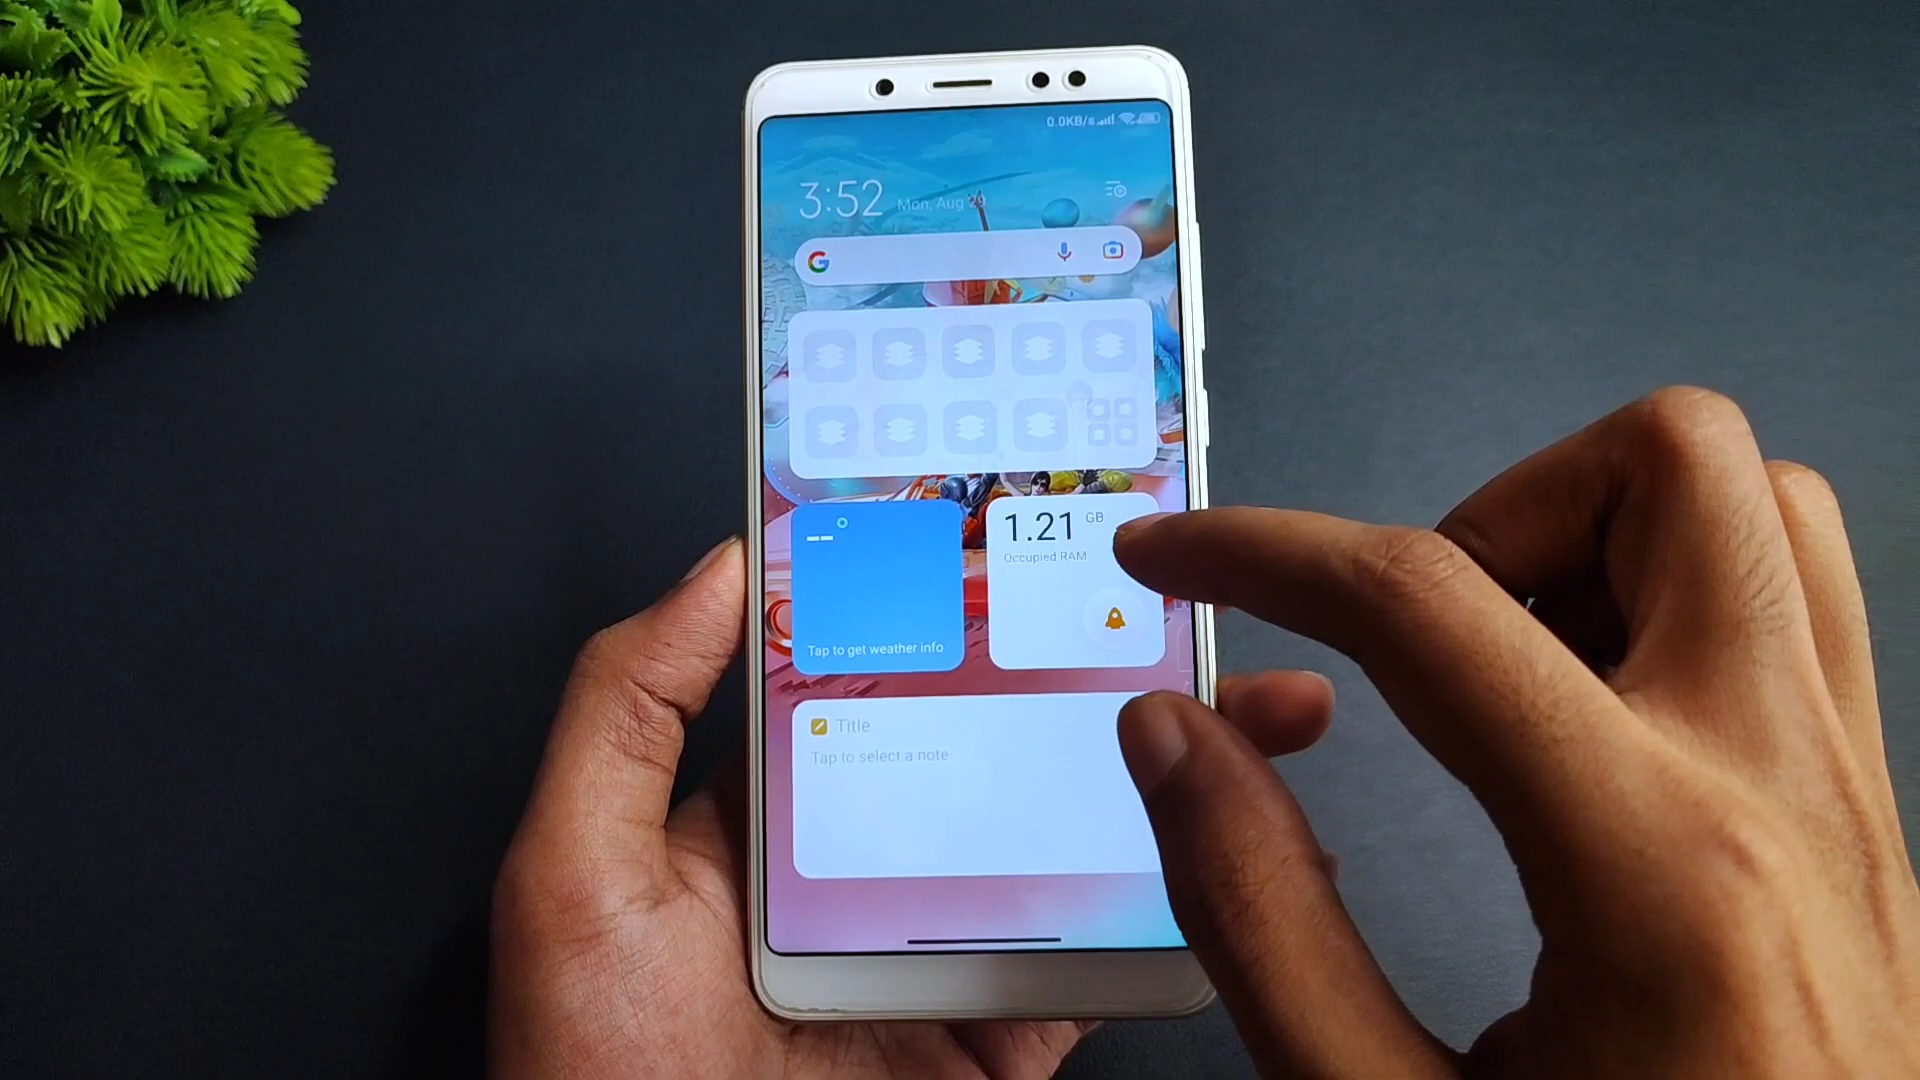 0.0KB/s
3:52 Mon, Aug 29
G
1.21 GB
Occupied RAM
Tap to get weather info
Title
Tap to select a note